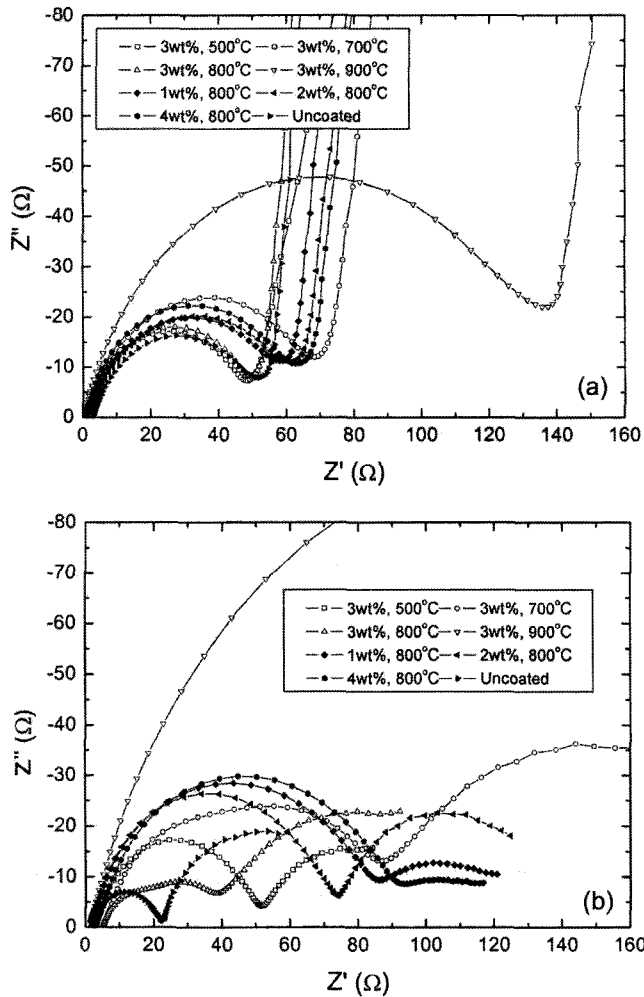 -80
-70
-60
-50
-40
-30
-20
-10
0
Z'' (Ω)
3wt%, 500°C
3wt%, 700°C
3wt%, 800°C
3wt%, 900°C
1wt%, 800°C
2wt%, 800°C
4wt%, 800°C
Uncoated
(a)
0 20 40 60 80 100 120 140 160
Z' (Ω)
-80
-70
-60
-50
-40
-30
-20
-10
0
Z'' (Ω)
3wt%, 500°C
3wt%, 700°C
3wt%, 800°C
3wt%, 900°C
1wt%, 800°C
2wt%, 800°C
4wt%, 800°C
Uncoated
(b)
0 20 40 60 80 100 120 140 160
Z' (Ω)